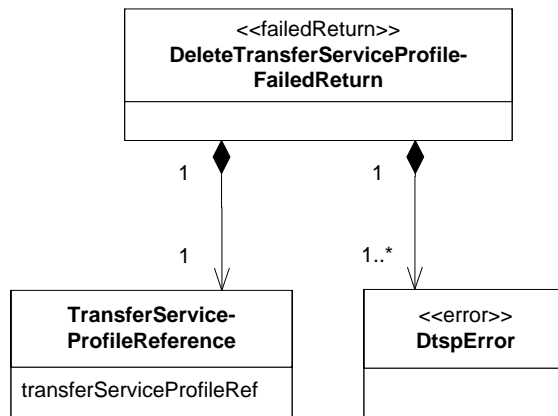 <<failedReturn>>
DeleteTransferServiceProfile-
FailedReturn
1
1
1
1..*
TransferService-
ProfileReference
transferServiceProfileRef
<<error>>
DtspError